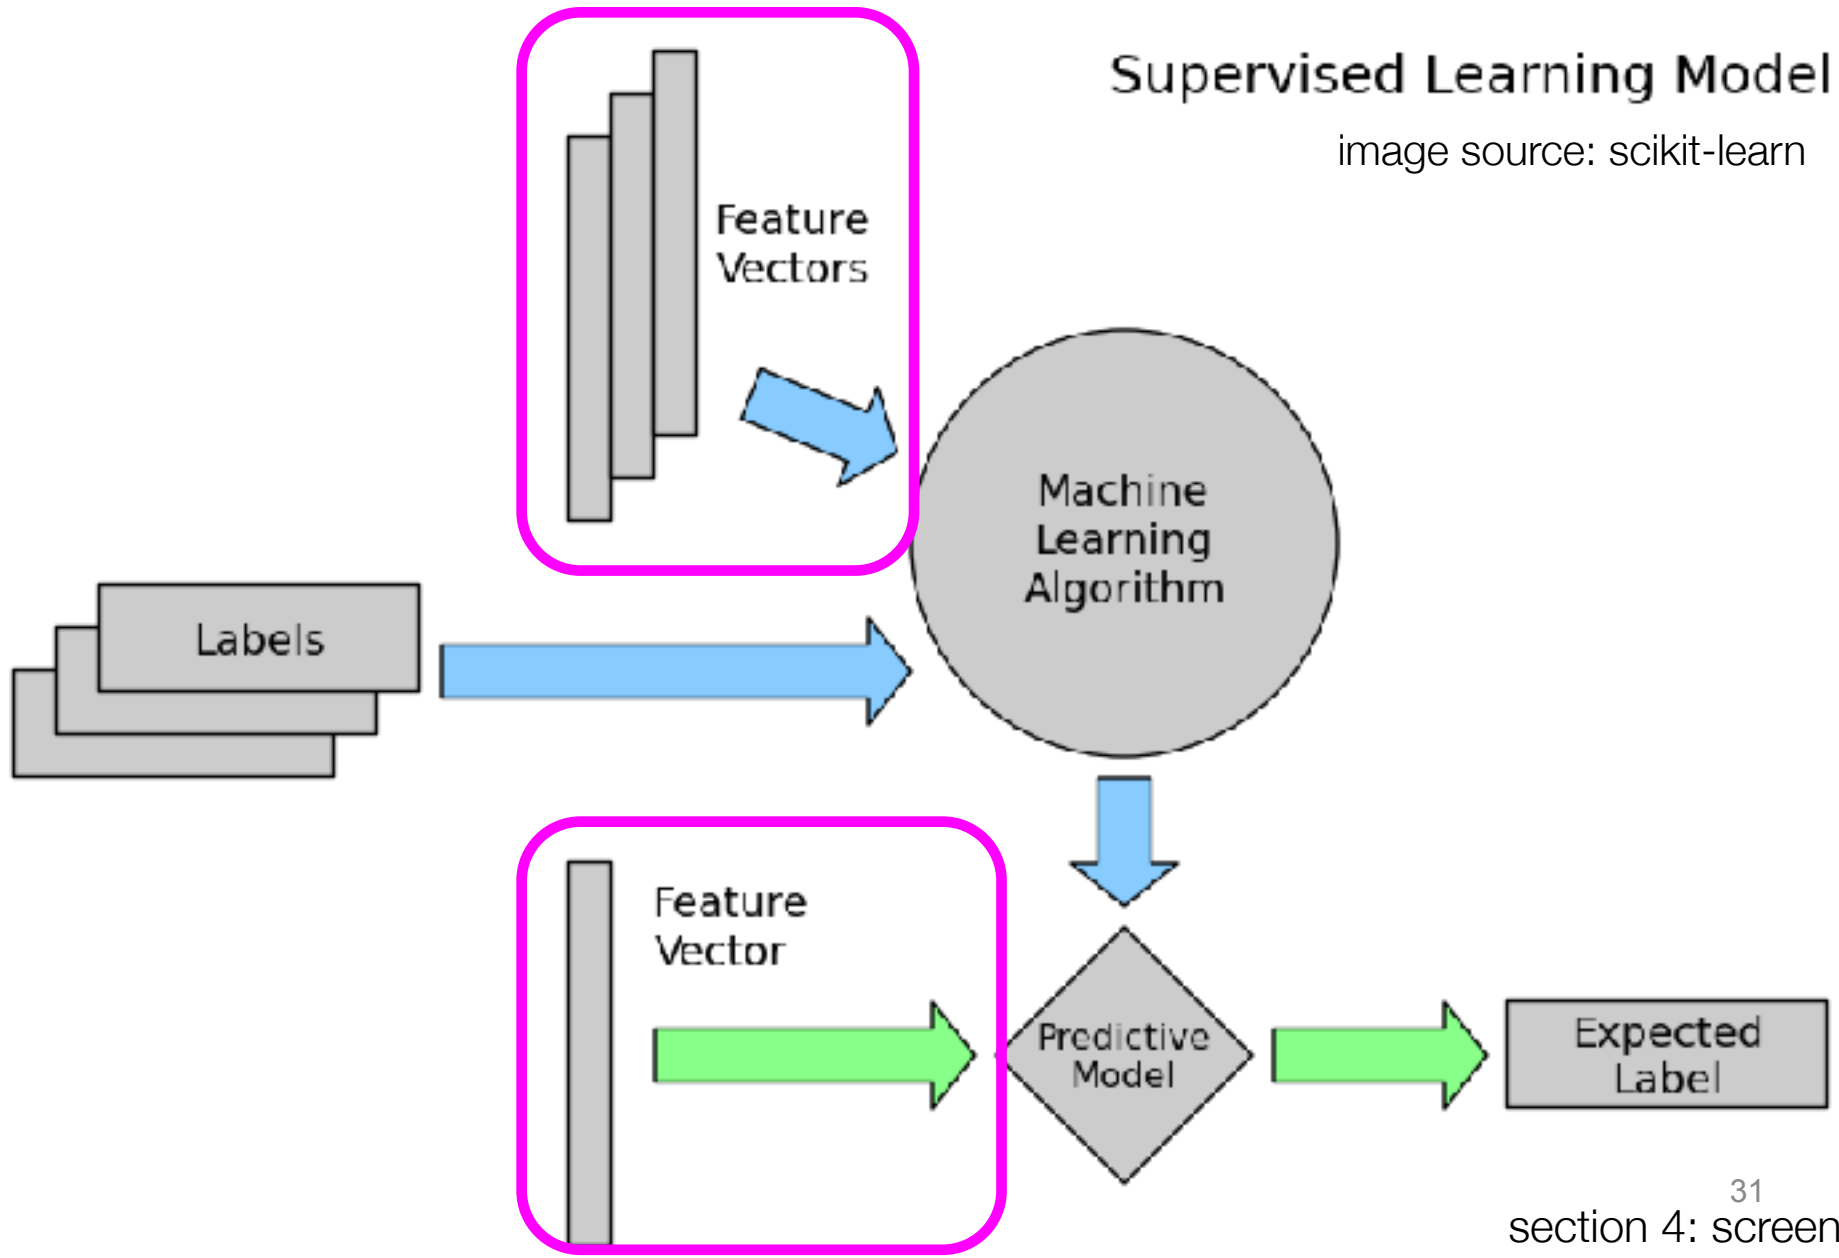 Supervised Learning Model
image source: scikit-learn
Feature
Vectors
Machine
Learning
Algorithm
Labels
Feature
Vector
Predictive
Model
Expected
Label
31
section 4: screen